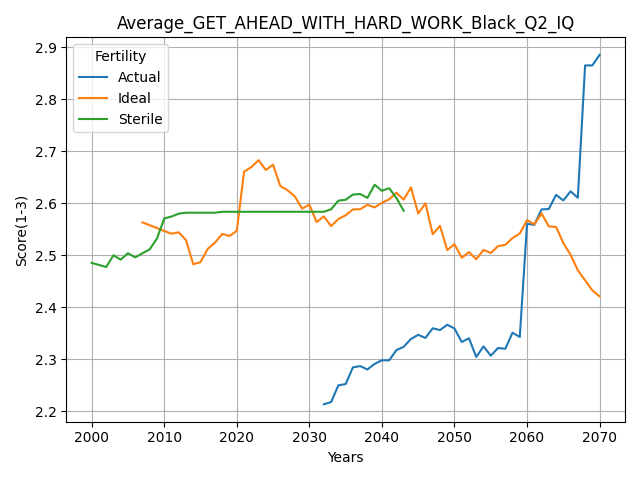 Average_GET_AHEAD_WITH_HARD_WORK_Black_Q2_IQ
Fertility
Actual
Ideal
Sterile
Score(1-3)
2.9
2.8
2.7
2.6
2.5
2.4
2.3
2.2
2000 2010 2020 2030 2040 2050 2060 2070
Years